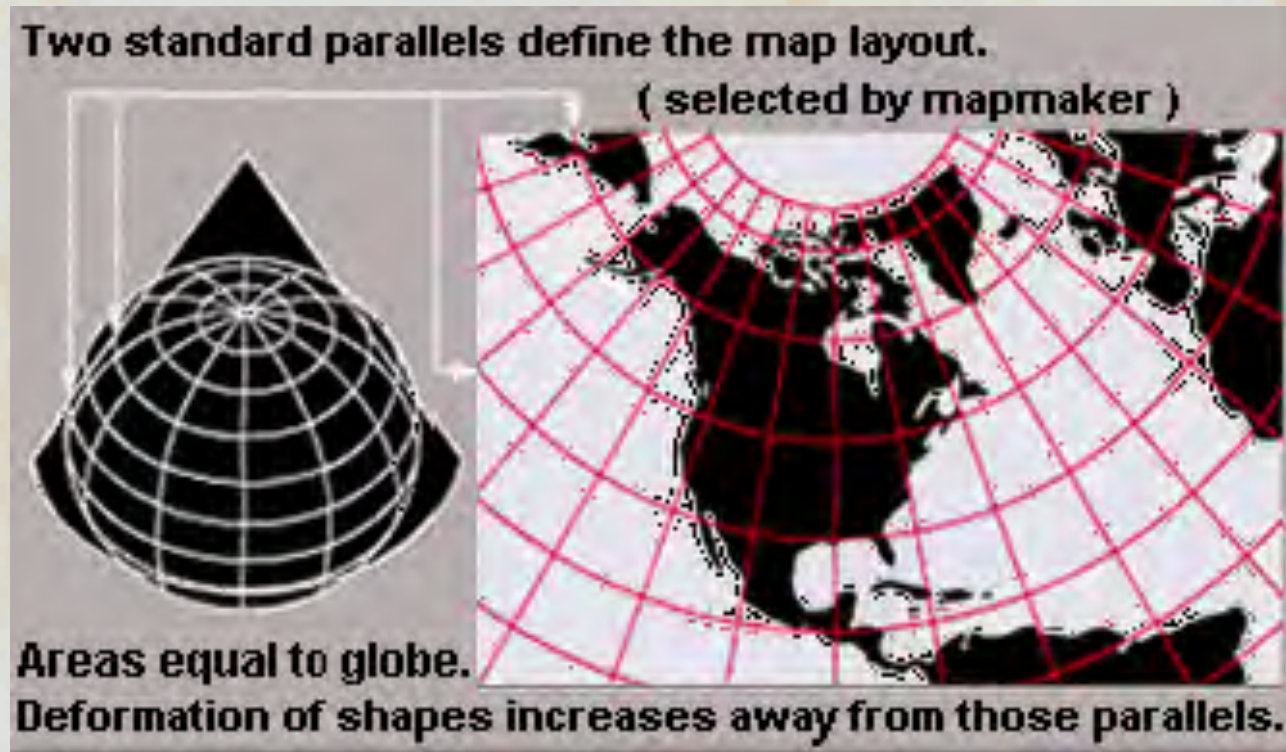 Two standard parallels define the map layout.
( selected by mapmaker )
Areas equal to globe.
Deformation of shapes increases away from those parallels.